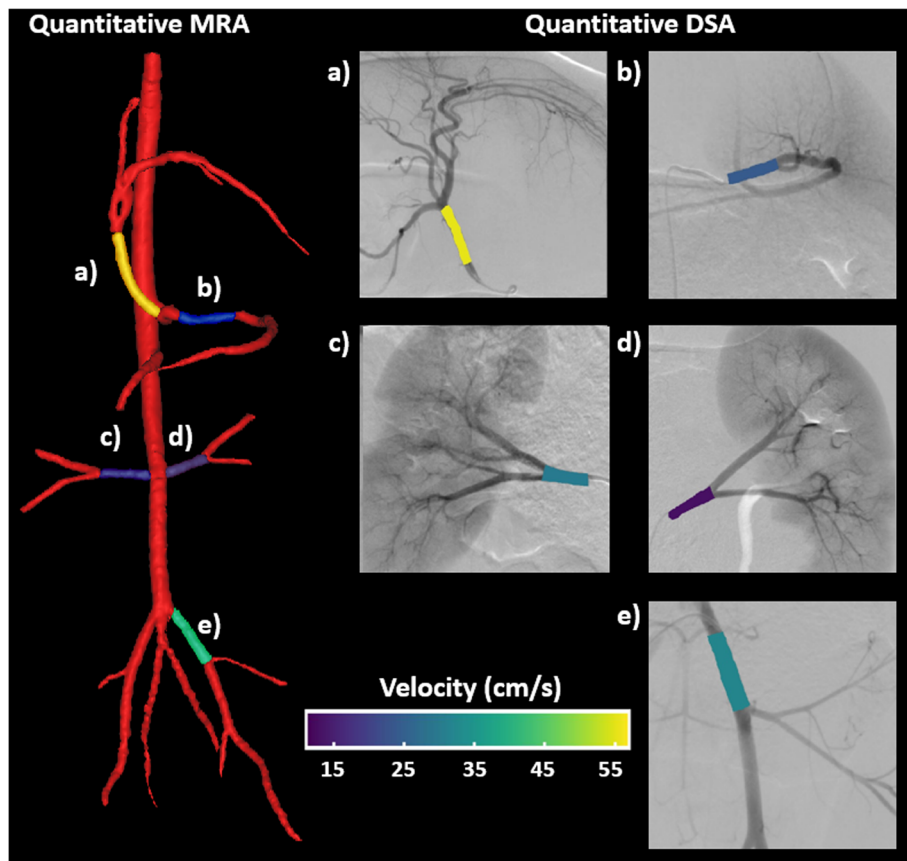 Quantitative MRA
Quantitative DSA
a)
b)
a)
b)
c)
d)
c)
d)
e)
e)
Velocity (cm/s)
15 25 35 45 55